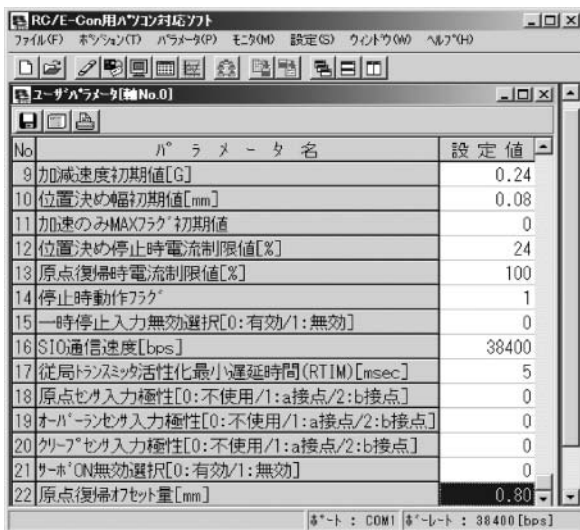 RC/E-Con用ﾊﾟｿｺﾝ対応ｿﾌﾄ
ﾌｧｲﾙ(F) ﾎﾟｼﾞｼｮﾝ(T) ﾊﾟﾗﾒｰﾀ(P) ﾓﾆﾀ(M) 設定(S) ｳｨﾝﾄﾞｳ(W) ﾍﾙﾌﾟ(H)
ﾕｰｻﾞﾊﾟﾗﾒｰﾀ[軸No.0]
No ﾊﾟ ﾗ ﾒ ｰ ﾀ 名 設 定 値
9 加減速度初期値[G] 0.24
10 位置決め幅初期値[mm] 0.08
11 加速のみMAXﾌﾗｸﾞ初期値 0
12 位置決め停止時電流制限値[%] 24
13 原点復帰時電流制限値[%] 100
14 停止時動作ﾌﾗｸﾞ 1
15 一時停止入力無効選択[0:有効/1:無効] 0
16 SIO通信速度[bps] 38400
17 従局ﾄﾗﾝｽﾐｯﾀ活性化最小遅延時間(RTIM)[msec] 5
18 原点ｾﾝｻ入力極性[0:不使用/1:a接点/2:b接点] 0
19 ｵｰﾊﾞｰﾗﾝｾﾝｻ入力極性[0:不使用/1:a接点/2:b接点] 0
20 ｸﾘｰﾌﾟｾﾝｻ入力極性[0:不使用/1:a接点/2:b接点] 0
21 ｻｰﾎﾞON無効選択[0:有効/1:無効] 0
22 原点復帰ｵﾌｾｯﾄ量[mm] 0.80
ﾎﾟｰﾄ : COM1 ﾎﾞｰﾚｰﾄ : 38400[bps]